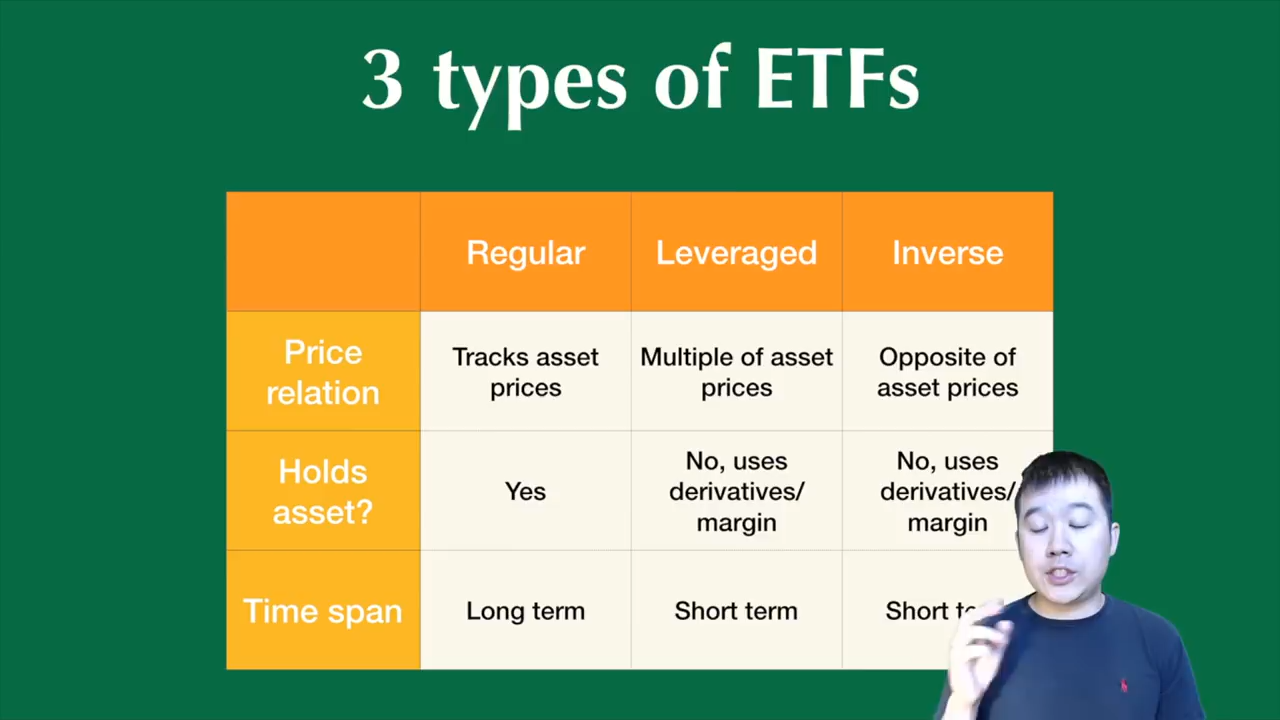 3 types of ETFs
Regular
Leveraged
Inverse
Price
relation
Tracks asset
prices
Multiple of asset
prices
Opposite of
asset prices
Holds
asset?
Yes
No, uses
derivatives/
margin
No, uses
derivatives/
margin
Time span
Long term
Short term
Short